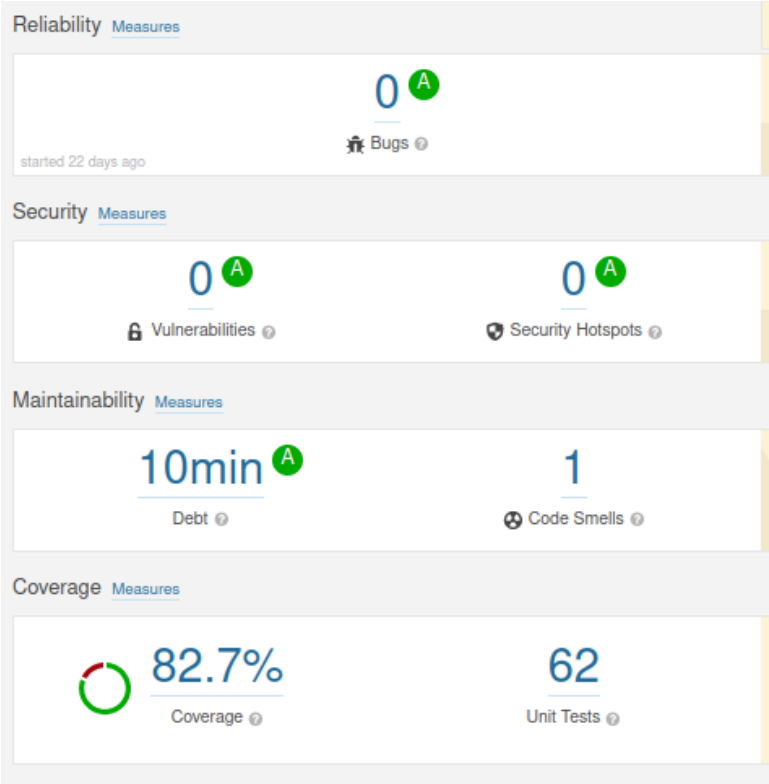 Reliability Measures
0 A
Bugs ?
started 22 days ago
Security Measures
0 A 0 A
Vulnerabilities ? Security Hotspots ?
Maintainability Measures
10min A 1
Debt ? Code Smells ?
Coverage Measures
82.7% 62
Coverage ? Unit Tests ?